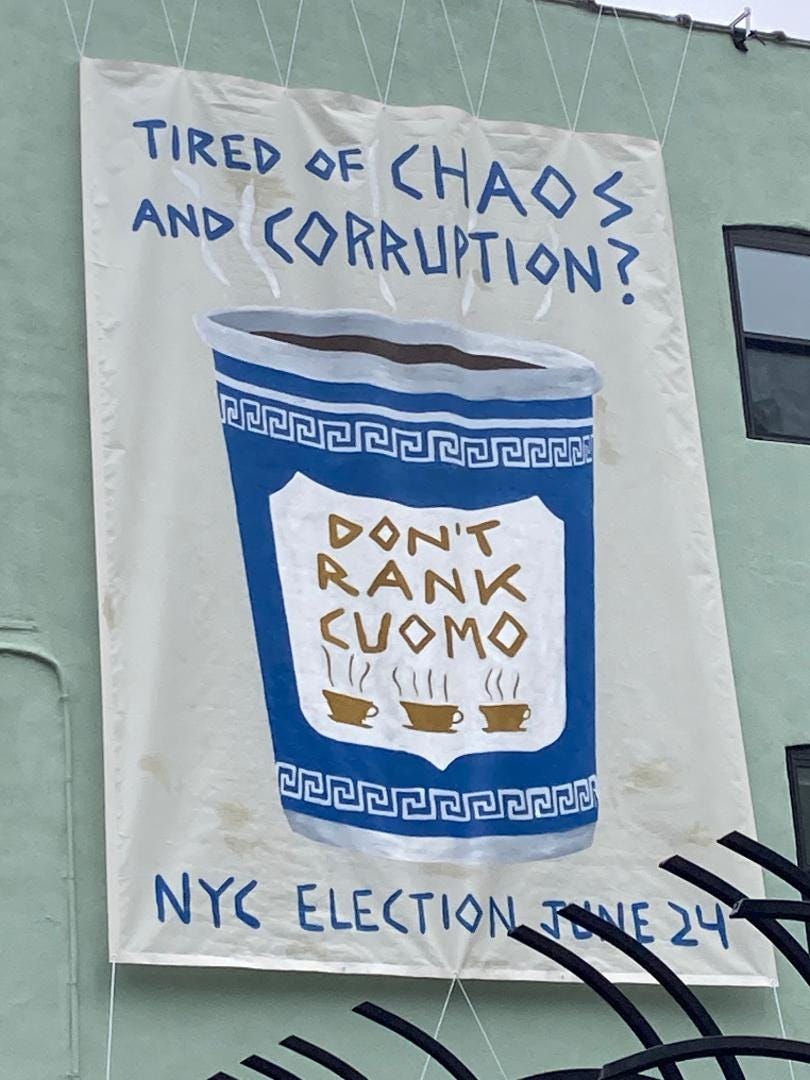 TIRED OF CHAOS
AND CORRUPTION?
DON'T
RANK
CUOMO
NYC ELECTION JUNE 24